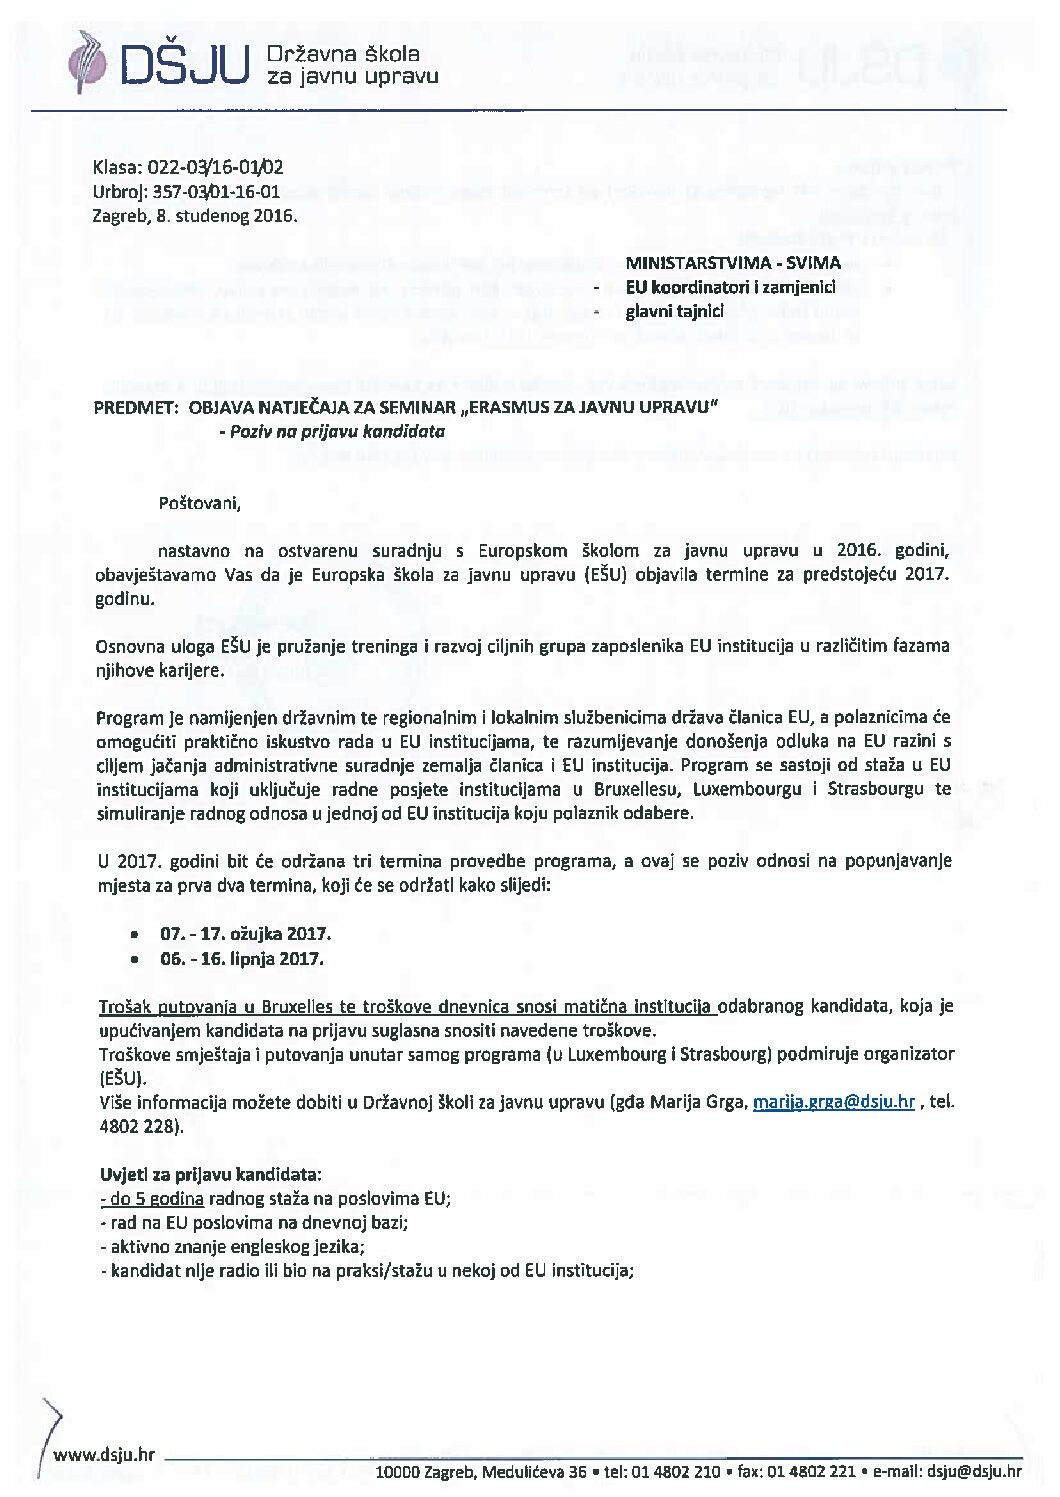 DŠJU Državna škola
za javnu upravu
Klasa: 022-03/16-01/02
Urbroj: 357-03/01-16-01
Zagreb, 8. studenog 2016.
MINISTARSTVIMA - SVIMA
- EU koordinatori i zamjenici
- glavni tajnici
PREDMET: OBJAVA NATJEČAJA ZA SEMINAR „ERASMUS ZA JAVNU UPRAVU“
- Poziv na prijavu kandidata
Poštovani,
nastavno na ostvarenu suradnju s Europskom školom za javnu upravu u 2016. godini,
obavještavamo Vas da je Europska škola za javnu upravu (EŠU) objavila termine za predstojeću 2017.
godinu.
Osnovna uloga EŠU je pružanje treninga i razvoj ciljnih grupa zaposlenika EU institucija u različitim fazama
njihove karijere.
Program je namijenjen državnim te regionalnim i lokalnim službenicima država članica EU, a polaznicima će
omogućiti praktično iskustvo rada u EU institucijama, te razumijevanje donošenja odluka na EU razini s
ciljem jačanja administrativne suradnje zemalja članica i EU institucija. Program se sastoji od staža u EU
institucijama koji uključuje radne posjete institucijama u Bruxellesu, Luxembourgu i Strasbourgu te
simuliranje radnog odnosa u jednoj od EU institucija koju polaznik odabere.
U 2017. godini bit će održana tri termina provedbe programa, a ovaj se poziv odnosi na popunjavanje
mjesta za prva dva termina, koji će se održati kako slijedi:
• 07. - 17. ožujka 2017.
• 06. - 16. lipnja 2017.
Trošak putovanja u Bruxelles te troškove dnevnica snosi matična institucija odabranog kandidata, koja je
upućivanjem kandidata na prijavu suglasna snositi navedene troškove.
Troškove smještaja i putovanja unutar samog programa (u Luxembourg i Strasbourg) podmiruje organizator
(EŠU).
Više informacija možete dobiti u Državnoj školi za javnu upravu (gđa Marija Grga, marija.grga@dsju.hr , tel.
4802 228).
Uvjeti za prijavu kandidata:
- do 5 godina radnog staža na poslovima EU;
- rad na EU poslovima na dnevnoj bazi;
- aktivno znanje engleskog jezika;
- kandidat nije radio ili bio na praksi/stažu u nekoj od EU institucija;
www.dsju.hr
10000 Zagreb, Medulićeva 36 • tel: 01 4802 210 • fax: 01 4802 221 • e-mail: dsju@dsju.hr